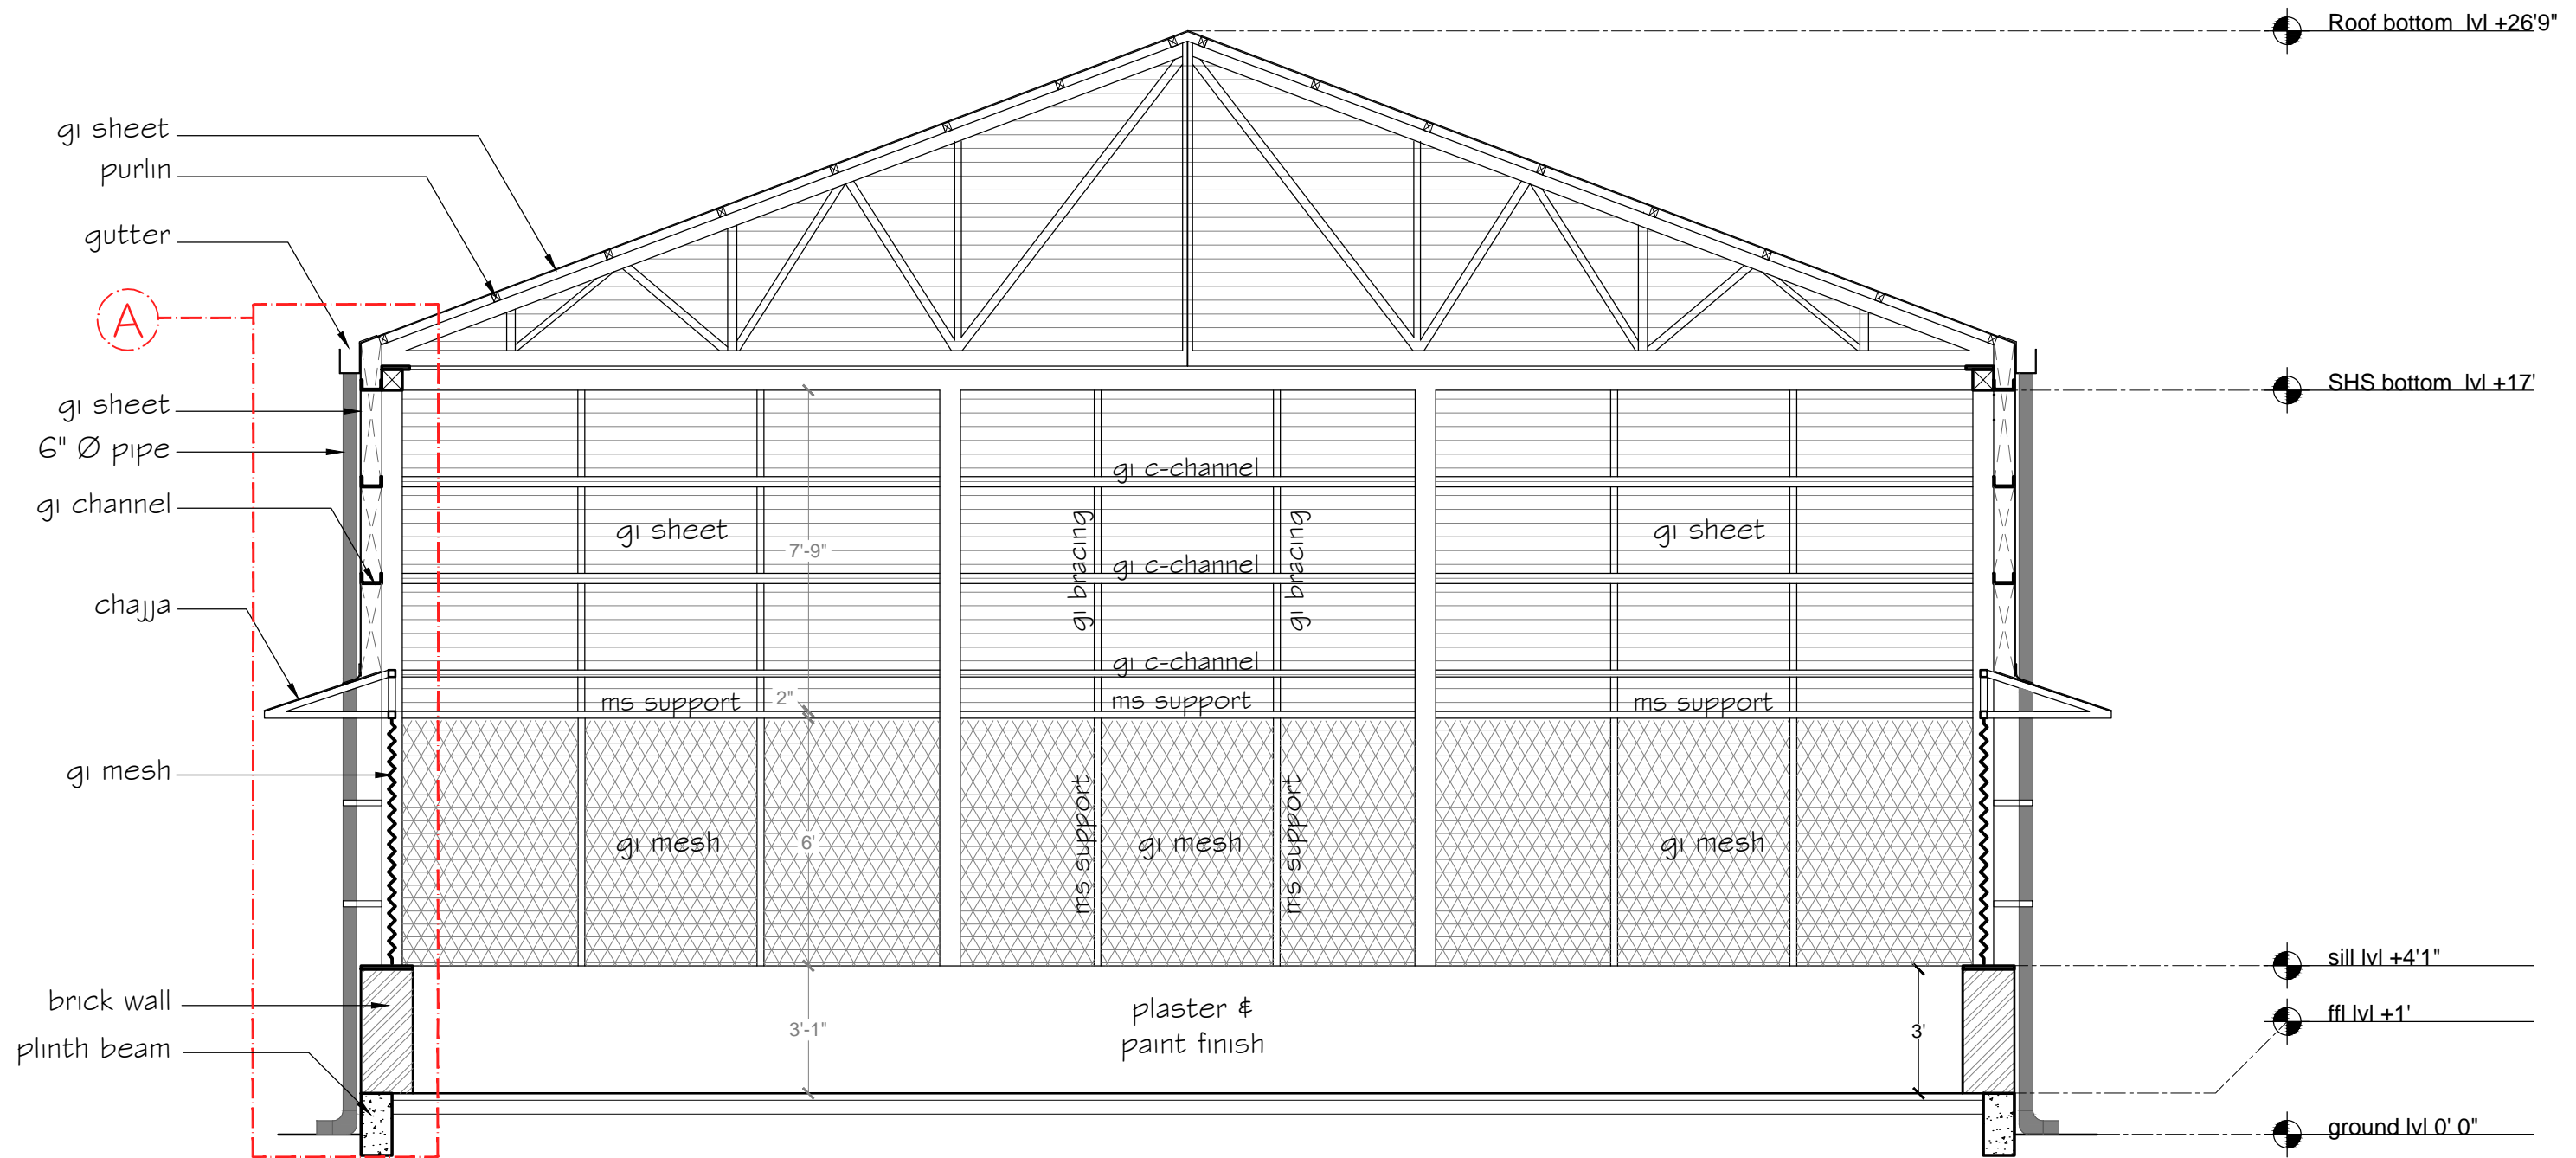 Roof bottom lvl +26'9"
gi sheet
purlin
gutter
A
SHS bottom lvl +17'
gi sheet
6" Ø pipe
gi c-channel
gi channel
gi sheet
gi bracing
gi bracing
gi sheet
7'-9"
gi c-channel
chajja
gi c-channel
ms support
2"
ms support
ms support
gi mesh
ms support
ms support
gi mesh
6'
gi mesh
gi mesh
sill lvl +4'1"
brick wall
plaster &
paint finish
3'-1"
3'
ffl lvl +1'
plinth beam
ground lvl 0' 0"